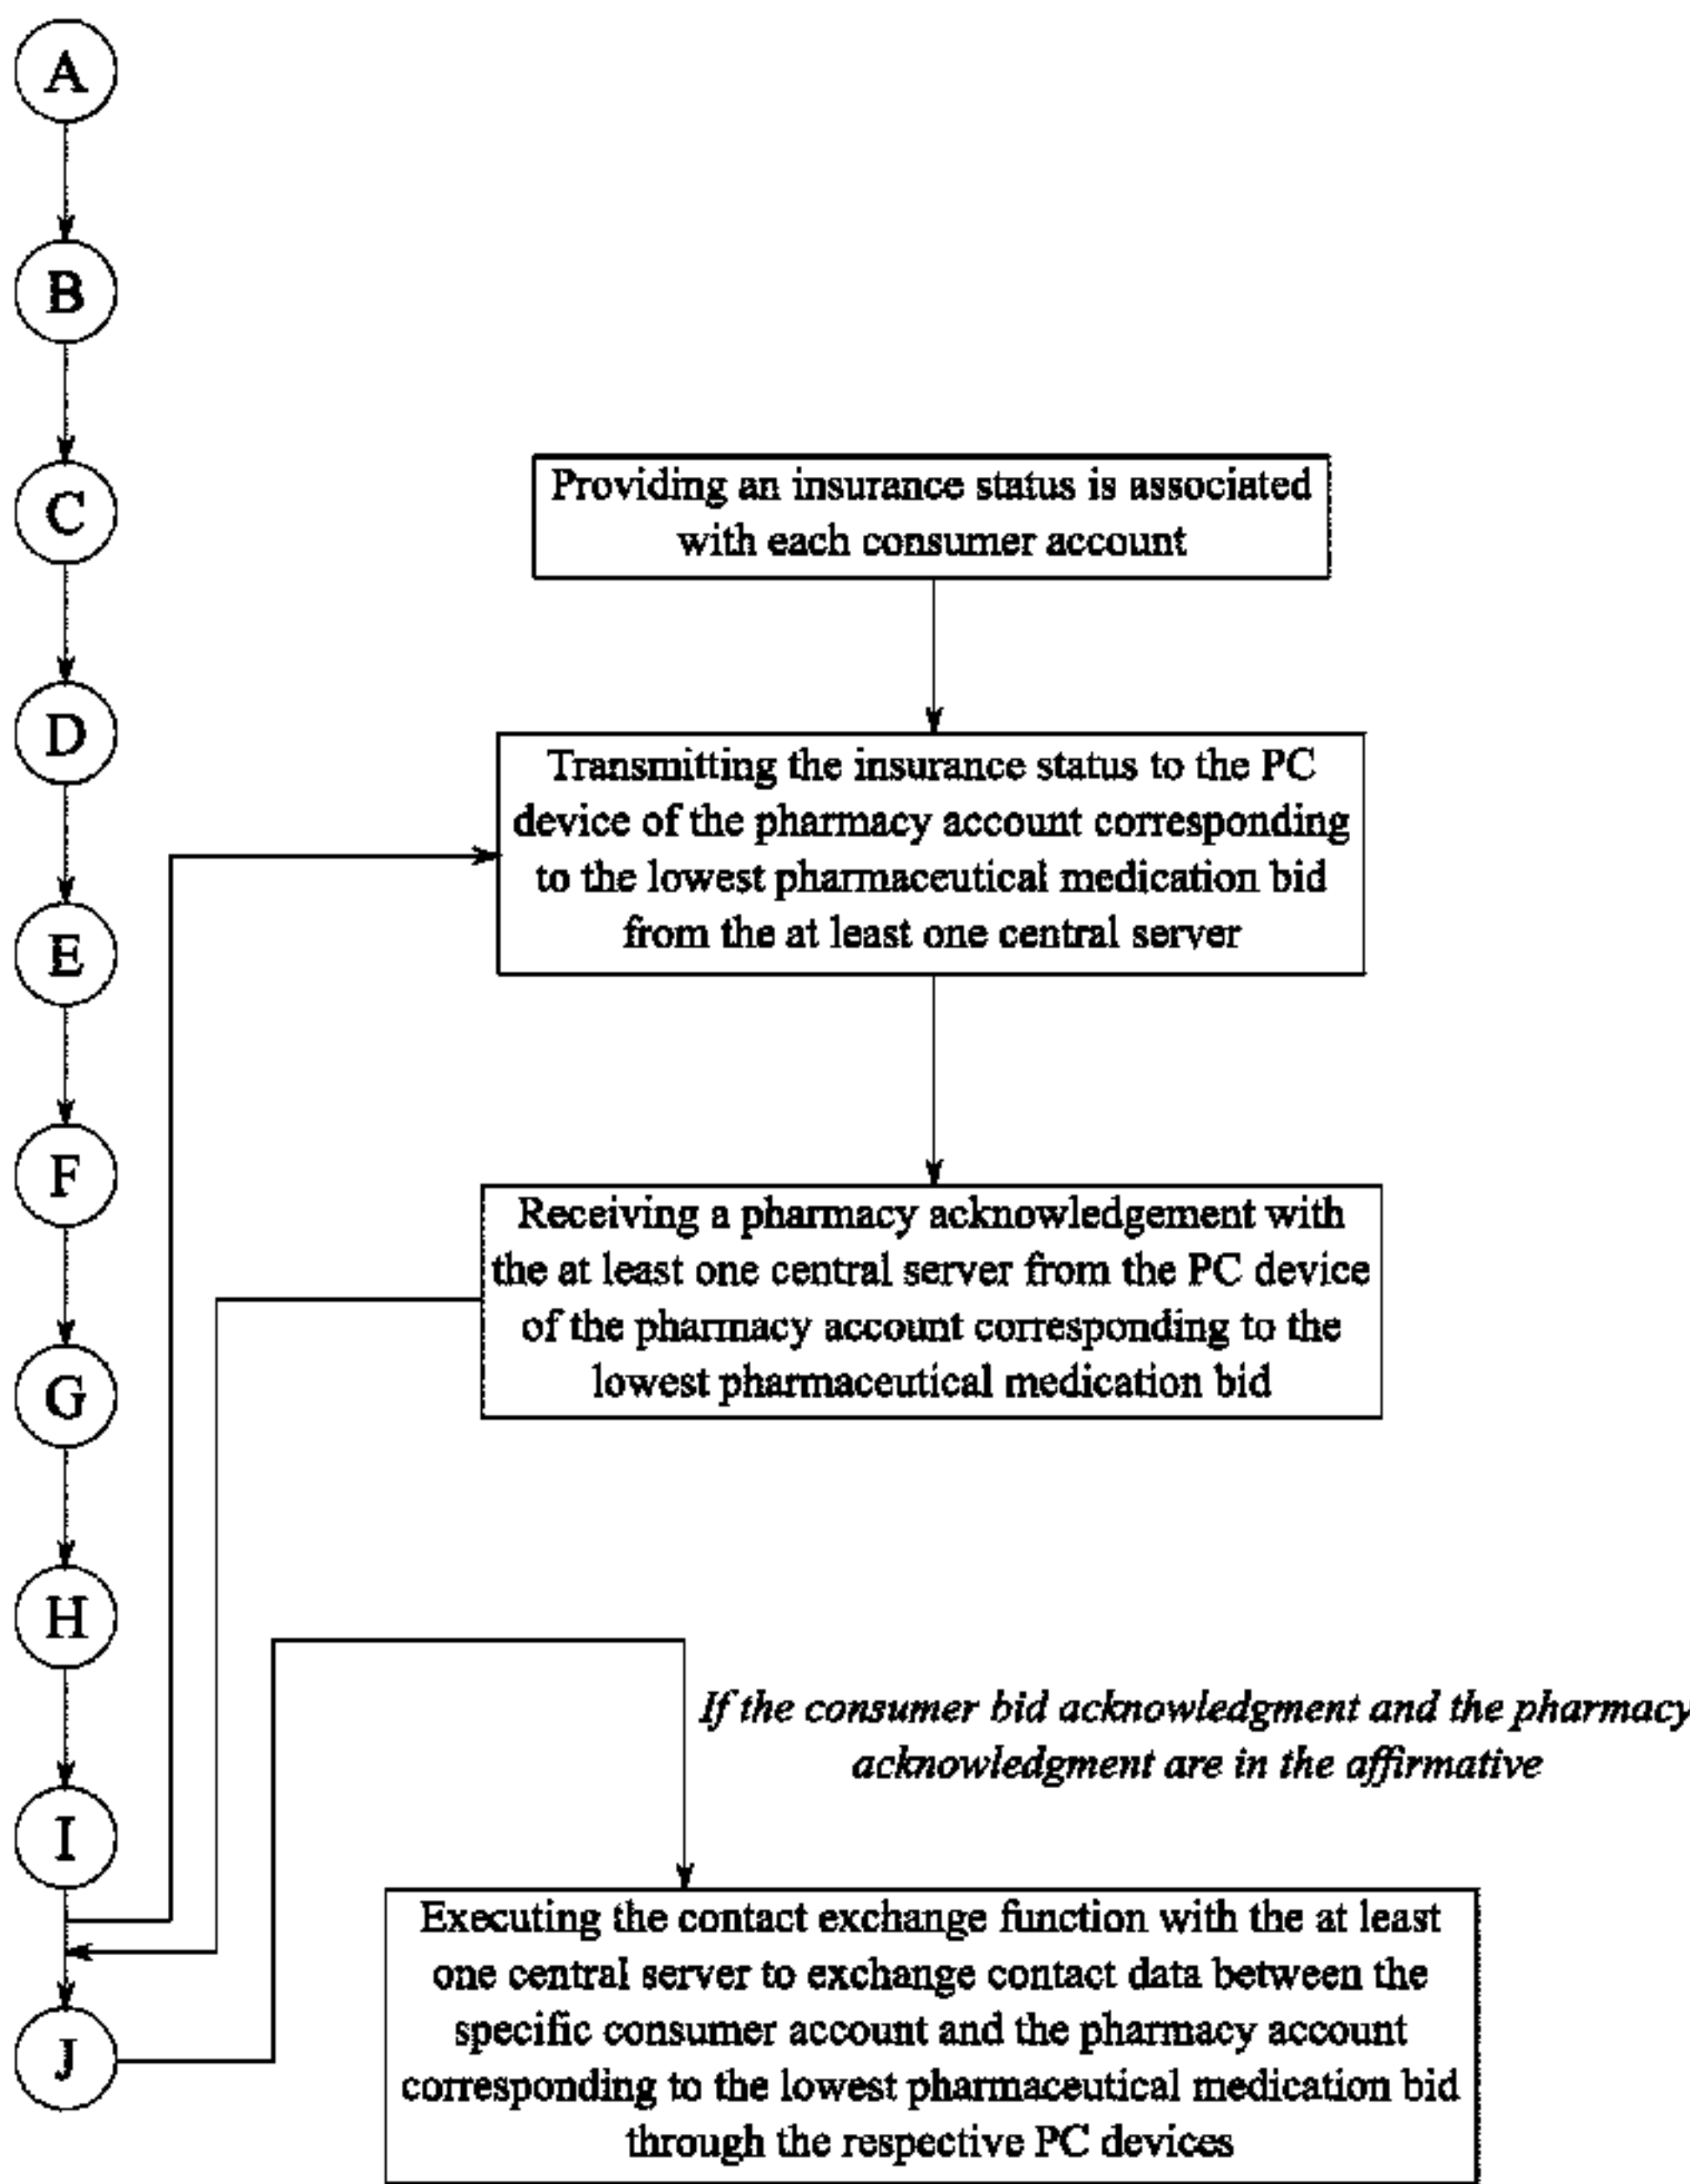 A
B
C
D
E
F
G
H
I
J
Providing an insurance status is associated
with each consumer account
Transmitting the insurance status to the PC
device of the pharmacy account corresponding
to the lowest pharmaceutical medication bid
from the at least one central server
Receiving a pharmacy acknowledgement with
the at least one central server from the PC device
of the pharmacy account corresponding to the
lowest pharmaceutical medication bid
If the consumer bid acknowledgment and the pharmacy
acknowledgment are in the affirmative
Executing the contact exchange function with the at least
one central server to exchange contact data between the
specific consumer account and the pharmacy account
corresponding to the lowest pharmaceutical medication bid
through the respective PC devices